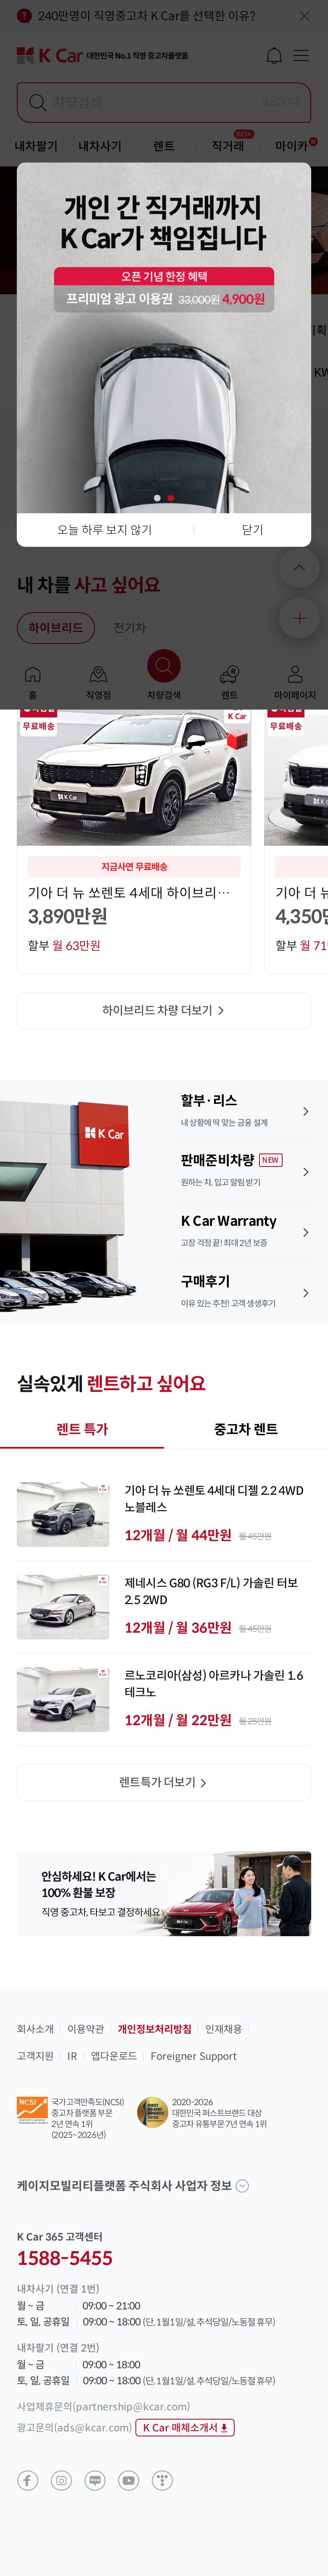 240만명이 직영중고차 K Car를 선택한 이유?
K Car 대한민국 No.1 직영 중고차플랫폼
차량검색
내차팔기 내차사기 렌트 직거래 BETA 마이카 N
개인 간 직거래까지
K Car가 책임집니다
오픈 기념 한정 혜택
프리미엄 광고 이용권 33,000원 4,900원
오늘 하루 보지 않기 닫기
내 차를 사고 싶어요
하이브리드 전기차
홈 직영점 차량검색 렌트 마이페이지
무료배송 K Car 무료배송
K Car
지금사면 무료배송
기아 더 뉴 쏘렌토 4세대 하이브리… 기아 더 뉴
3,890만원 4,350만
할부 월 63만원 할부 월 71
하이브리드 차량 더보기
할부·리스
내 상황에 딱 맞는 금융 설계
K Car
판매준비차량 NEW
원하는 차, 입고 알림 받기
K Car Warranty
고장 걱정 끝! 최대 2년 보증
구매후기
이유 있는 추천! 고객 생생후기
실속있게 렌트하고 싶어요
렌트 특가 중고차 렌트
기아 더 뉴 쏘렌토 4세대 디젤 2.2 4WD
노블레스
12개월 / 월 44만원 월 45만원
제네시스 G80 (RG3 F/L) 가솔린 터보
2.5 2WD
12개월 / 월 36만원 월 45만원
르노코리아(삼성) 아르카나 가솔린 1.6
테크노
12개월 / 월 22만원 월 25만원
렌트특가 더보기
안심하세요! K Car에서는
100% 환불 보장
직영 중고차, 타보고 결정하세요
회사소개 이용약관 개인정보처리방침 인재채용
고객지원 IR 앱다운로드 Foreigner Support
NCSI
국가고객만족도(NCSI)
중고차 플랫폼 부문
2년 연속 1위
(2025~2026년)
2020-2026
대한민국 퍼스트브랜드 대상
중고차 유통부문 7년 연속 1위
케이지모빌리티플랫폼 주식회사 사업자 정보
K Car 365 고객센터
1588-5455
내차사기 (연결 1번)
월 ~ 금 09:00 ~ 21:00
토, 일, 공휴일 09:00 ~ 18:00 (단, 1월1일/설,추석당일/노동절 휴무)
내차팔기 (연결 2번)
월 ~ 금 09:00 ~ 18:00
토, 일, 공휴일 09:00 ~ 18:00 (단, 1월1일/설,추석당일/노동절 휴무)
사업제휴문의(partnership@kcar.com)
광고문의(ads@kcar.com) K Car 매체소개서